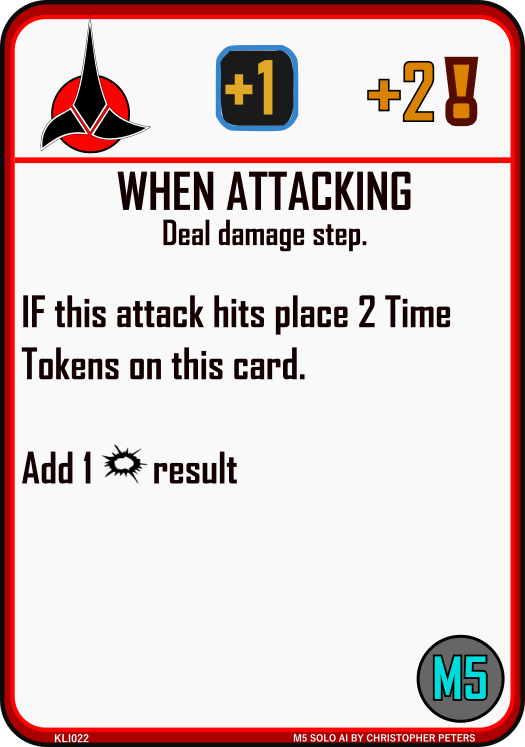 +1
+2!
WHEN ATTACKING
Deal damage step.
IF this attack hits place 2 Time
Tokens on this card.
Add 1 result
M5
KLI022
M5 SOLO AI BY CHRISTOPHER PETERS